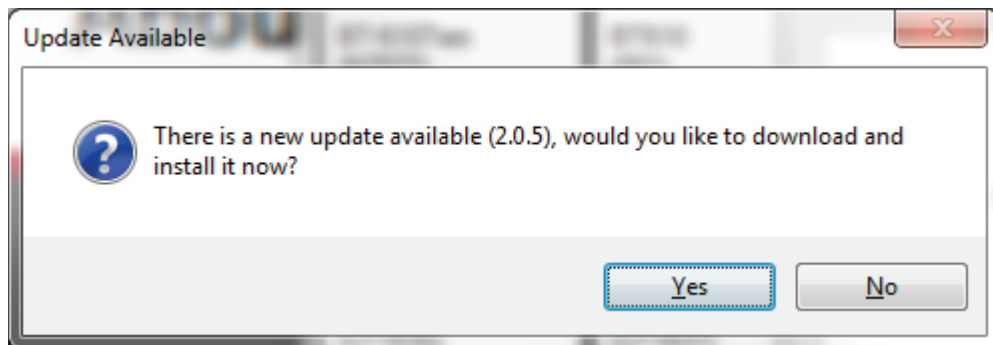 Update Available
There is a new update available (2.0.5), would you like to download and
install it now?
Yes
No